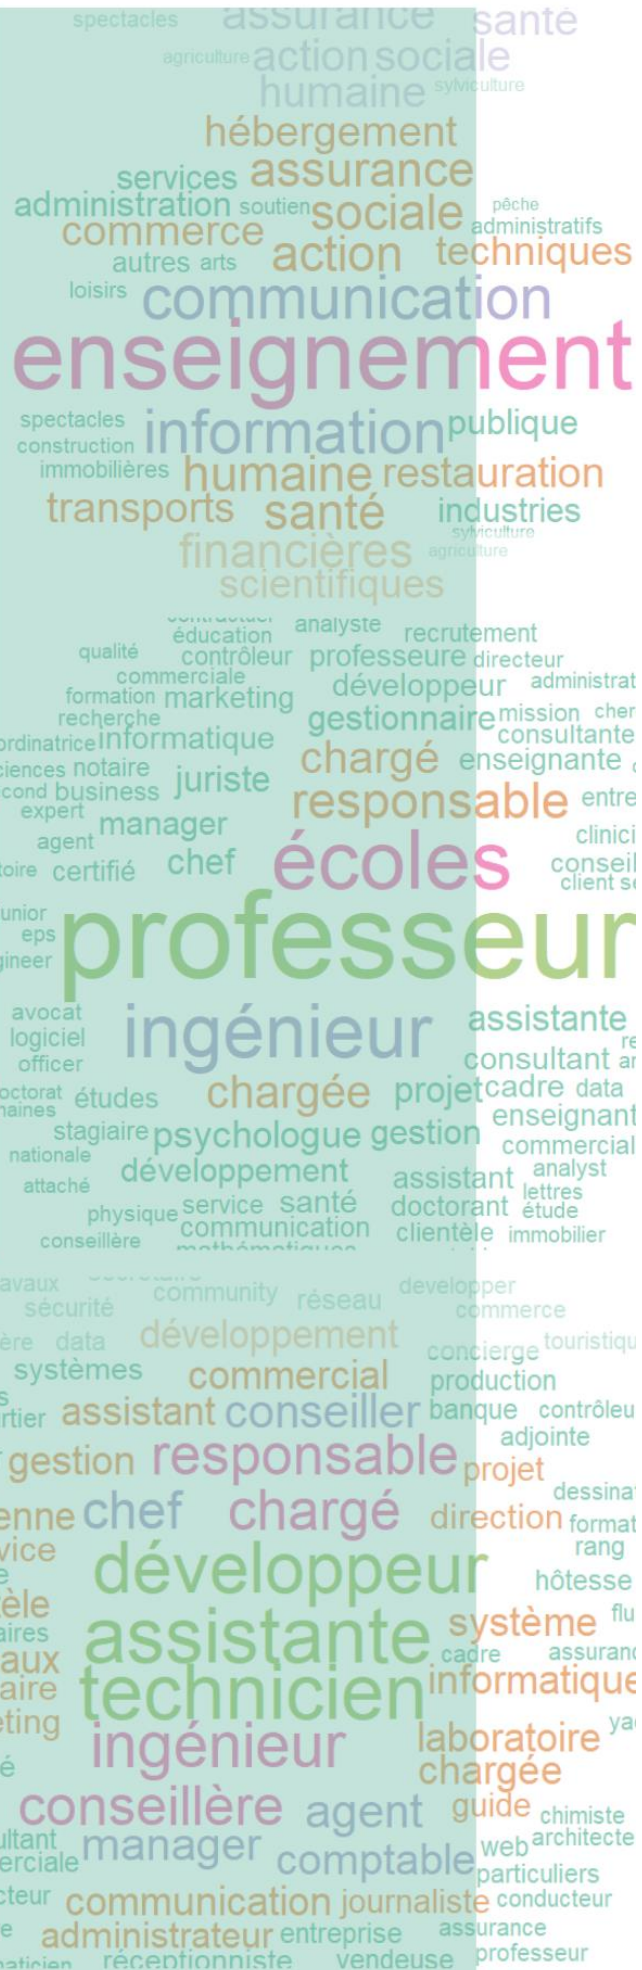 spectacles assurance santé
agriculture action sociale
humaine sylviculture
hébergement
services assurance
administration soutien sociale pêche
commerce administratifs
autres arts action techniques
loisirs communication
enseignement
spectacles information publique
construction
immobilières humaine restauration
transports santé industries
sylviculture
financières agriculture
scientifiques
éducation analyste recrutement
qualité contrôleur professeure directeur
commerciale
formation marketing développeur
recherche gestionnaire mission
informatique consultante
notaire chargé enseignante
business juriste
expert responsable
agent manager
certifié chef écoles
eps professeur
avocat ingénieur assistante
logiciel
officer consultant
études chargée projet cadre data
stagiaire psychologue gestion enseignant
nationale commercial
attaché développement assistant analyst
lettres
physique service santé doctorant étude
conseillère communication clientèle immobilier
mathématiques
secrétaire
sécurité community réseau developper
commerce
data développement concierge
systèmes commercial production
assistant conseiller banque
adjointe
gestion responsable projet
chef chargé direction
rang
développeur hôtesse
assistante système
cadre
technicien informatique
ingénieur laboratoire
chargée
conseillère agent guide chimiste
manager comptable web architecte
particuliers
communication journaliste conducteur
administrateur entreprise assurance
réceptionniste vendeuse professeur